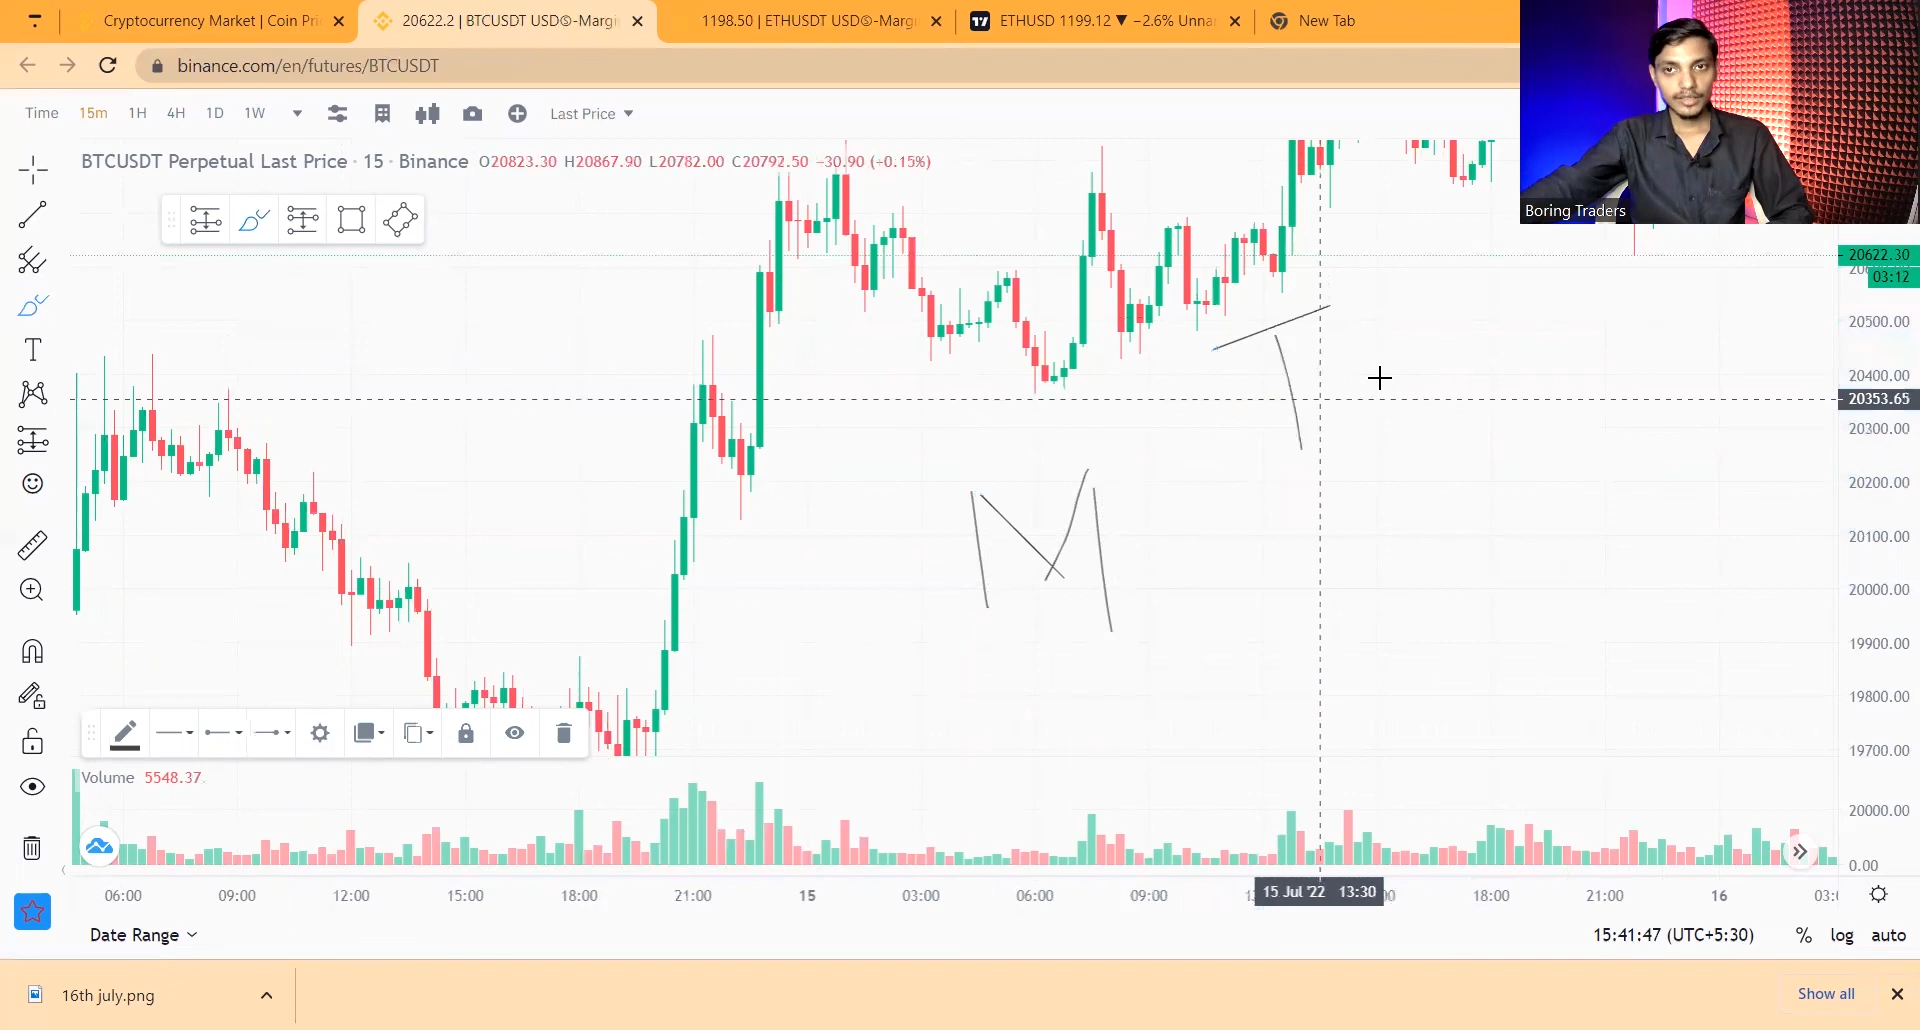 Cryptocurrency Market | Coin Pri
20622.2 | BTCUSDT USDⓈ-Margi
1198.50 | ETHUSDT USDⓈ-Margi
ETHUSD 1199.12 ▼ −2.6% Unna
New Tab
binance.com/en/futures/BTCUSDT
Time 15m 1H 4H 1D 1W Last Price
BTCUSDT Perpetual Last Price · 15 · Binance O20823.30 H20867.90 L20782.00 C20792.50 −30.90 (−0.15%)
Boring Traders
20622.30
03:12
20500.00
20400.00
20353.65
20300.00
20200.00
20100.00
20000.00
19900.00
19800.00
19700.00
M T
Volume 5548.37
20000.00
0.00
06:00 09:00 12:00 15:00 18:00 21:00 15 03:00 06:00 09:00 15 Jul '22 13:30 18:00 21:00 16 03:0
Date Range
15:41:47 (UTC+5:30) % log auto
16th july.png
Show all